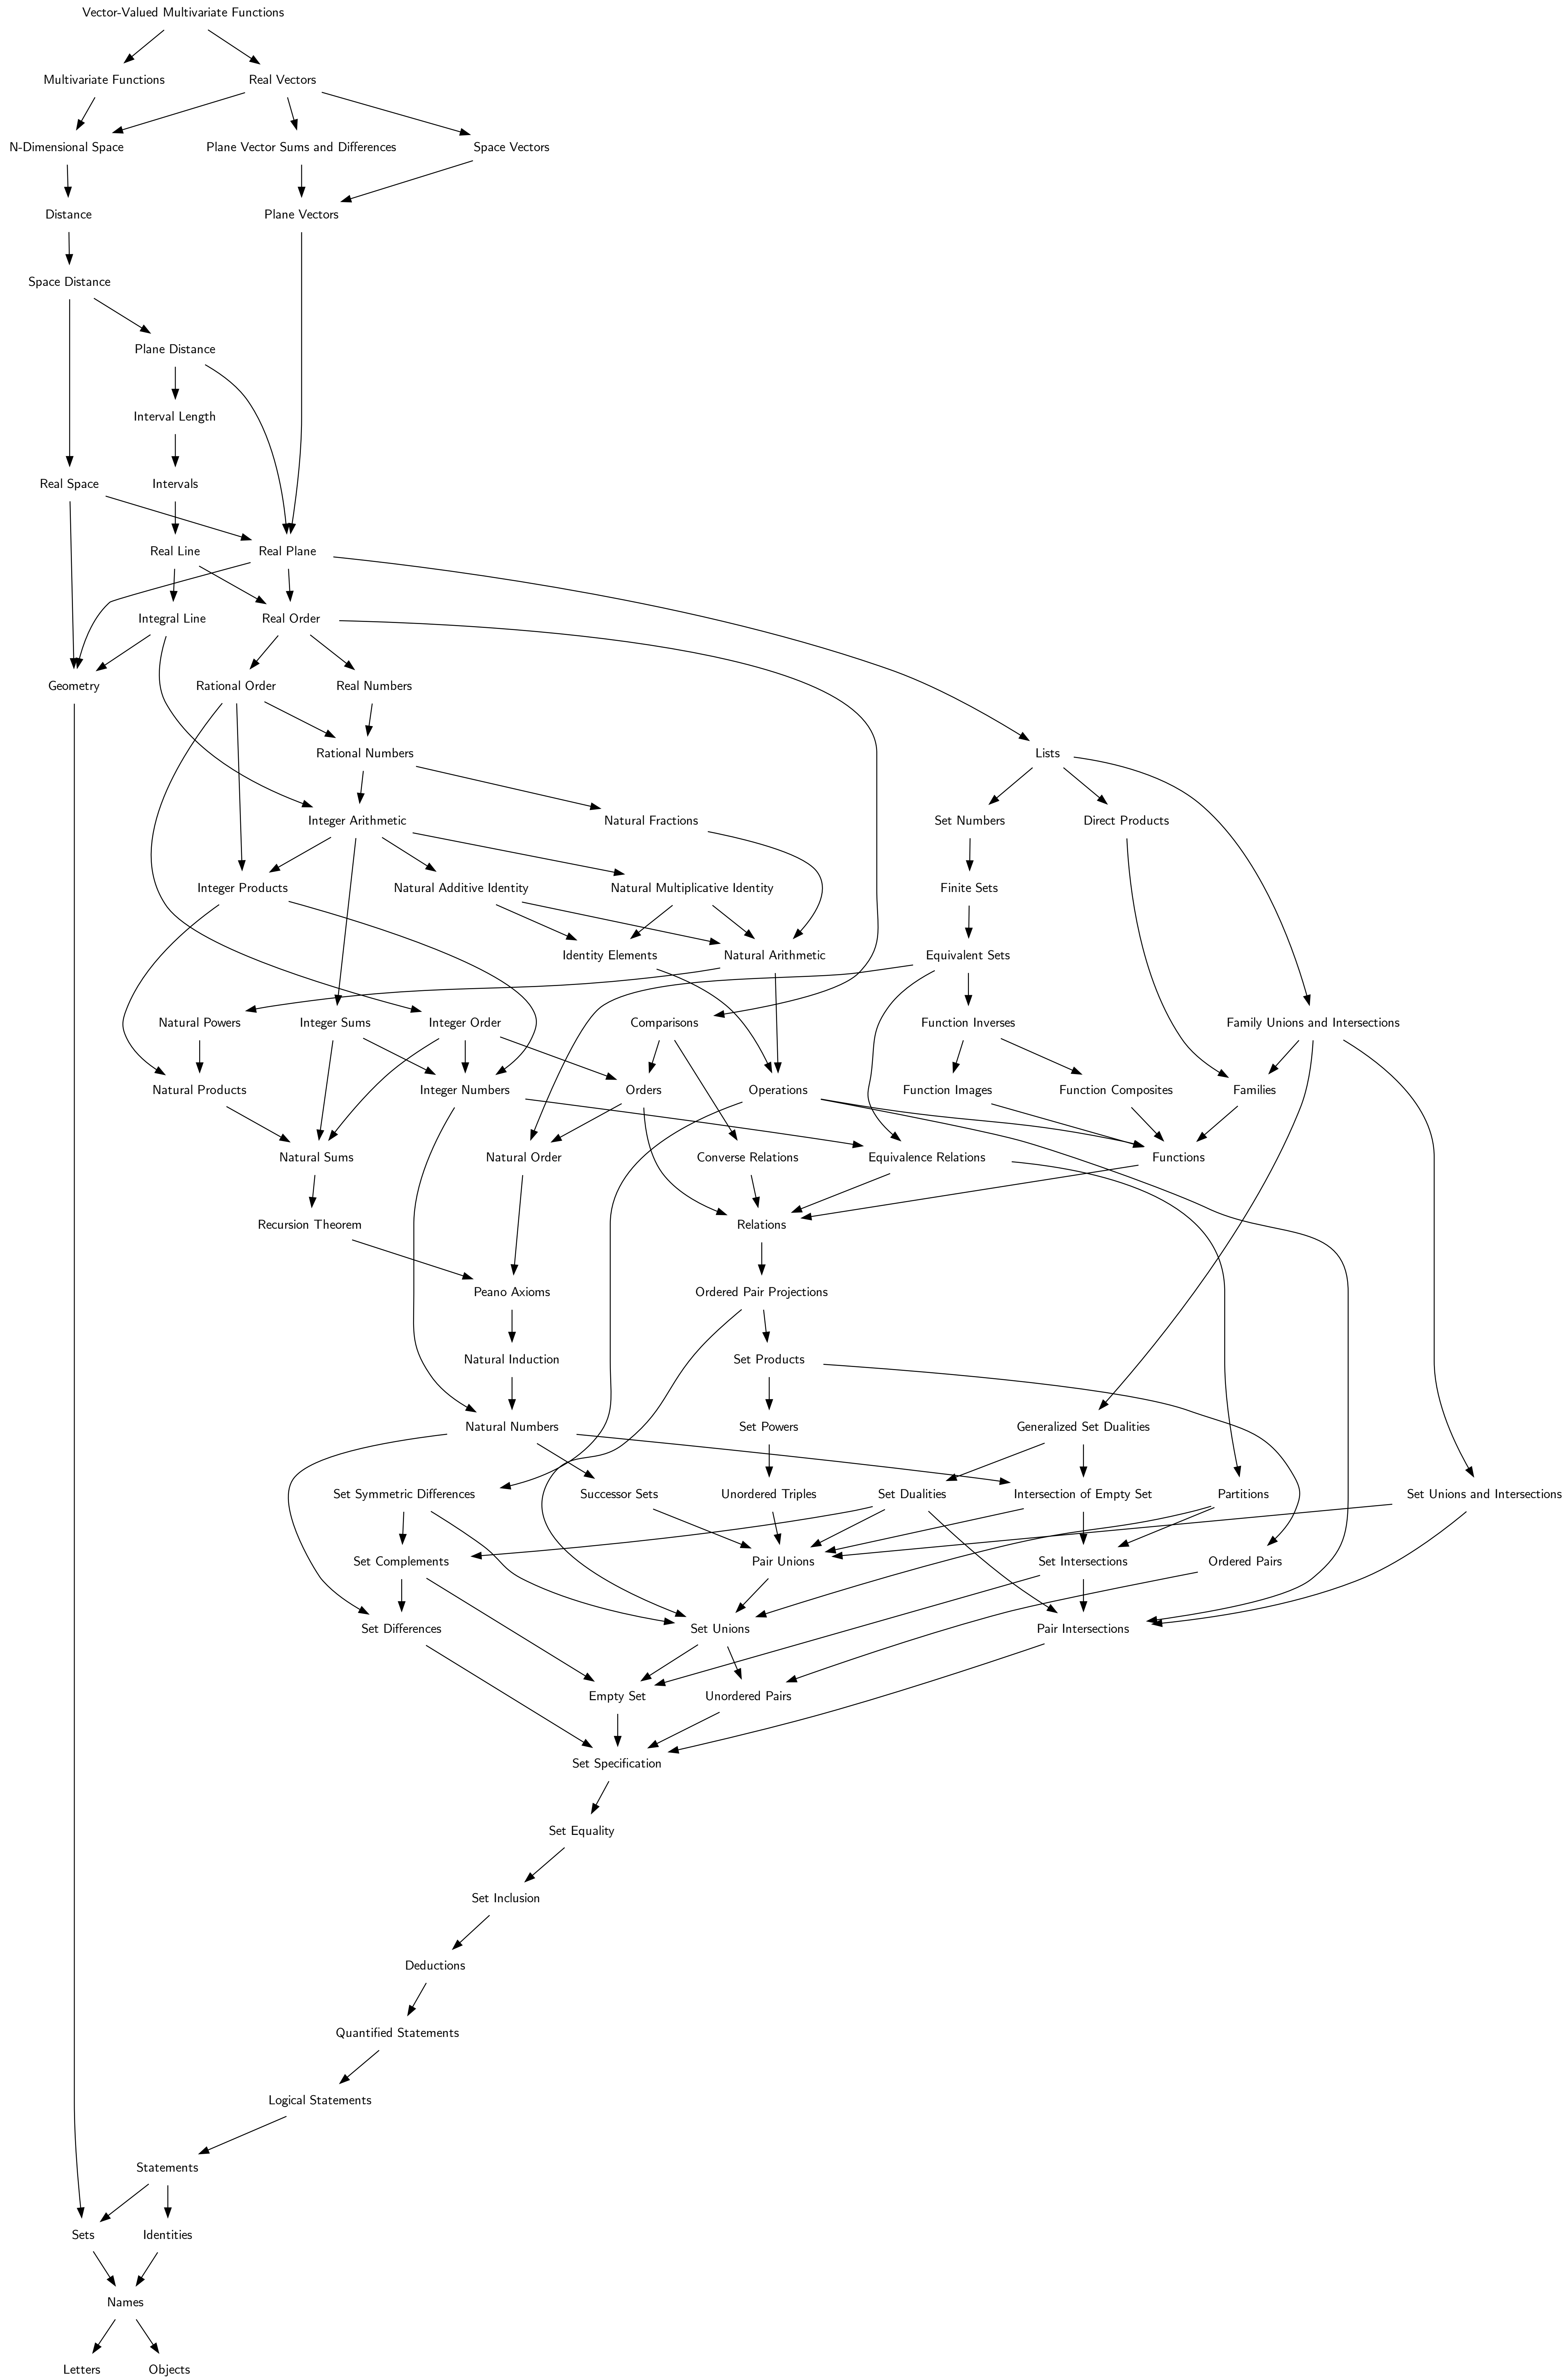 Vector-Valued Multivariate Functions
Multivariate Functions
Real Vectors
N-Dimensional Space
Plane Vector Sums and Differences
Space Vectors
Distance
Plane Vectors
Space Distance
Plane Distance
Interval Length
Real Space
Intervals
Real Line
Real Plane
Integral Line
Real Order
Geometry
Rational Order
Real Numbers
Rational Numbers
Lists
Integer Arithmetic
Natural Fractions
Set Numbers
Direct Products
Integer Products
Natural Additive Identity
Natural Multiplicative Identity
Finite Sets
Identity Elements
Natural Arithmetic
Equivalent Sets
Natural Powers
Integer Sums
Integer Order
Comparisons
Function Inverses
Family Unions and Intersections
Natural Products
Integer Numbers
Orders
Operations
Function Images
Function Composites
Families
Natural Sums
Natural Order
Converse Relations
Equivalence Relations
Functions
Recursion Theorem
Relations
Peano Axioms
Ordered Pair Projections
Natural Induction
Set Products
Natural Numbers
Set Powers
Generalized Set Dualities
Set Symmetric Differences
Successor Sets
Unordered Triples
Set Dualities
Intersection of Empty Set
Partitions
Set Unions and Intersections
Set Complements
Pair Unions
Set Intersections
Ordered Pairs
Set Differences
Set Unions
Pair Intersections
Empty Set
Unordered Pairs
Set Specification
Set Equality
Set Inclusion
Deductions
Quantified Statements
Logical Statements
Statements
Sets
Identities
Names
Letters
Objects